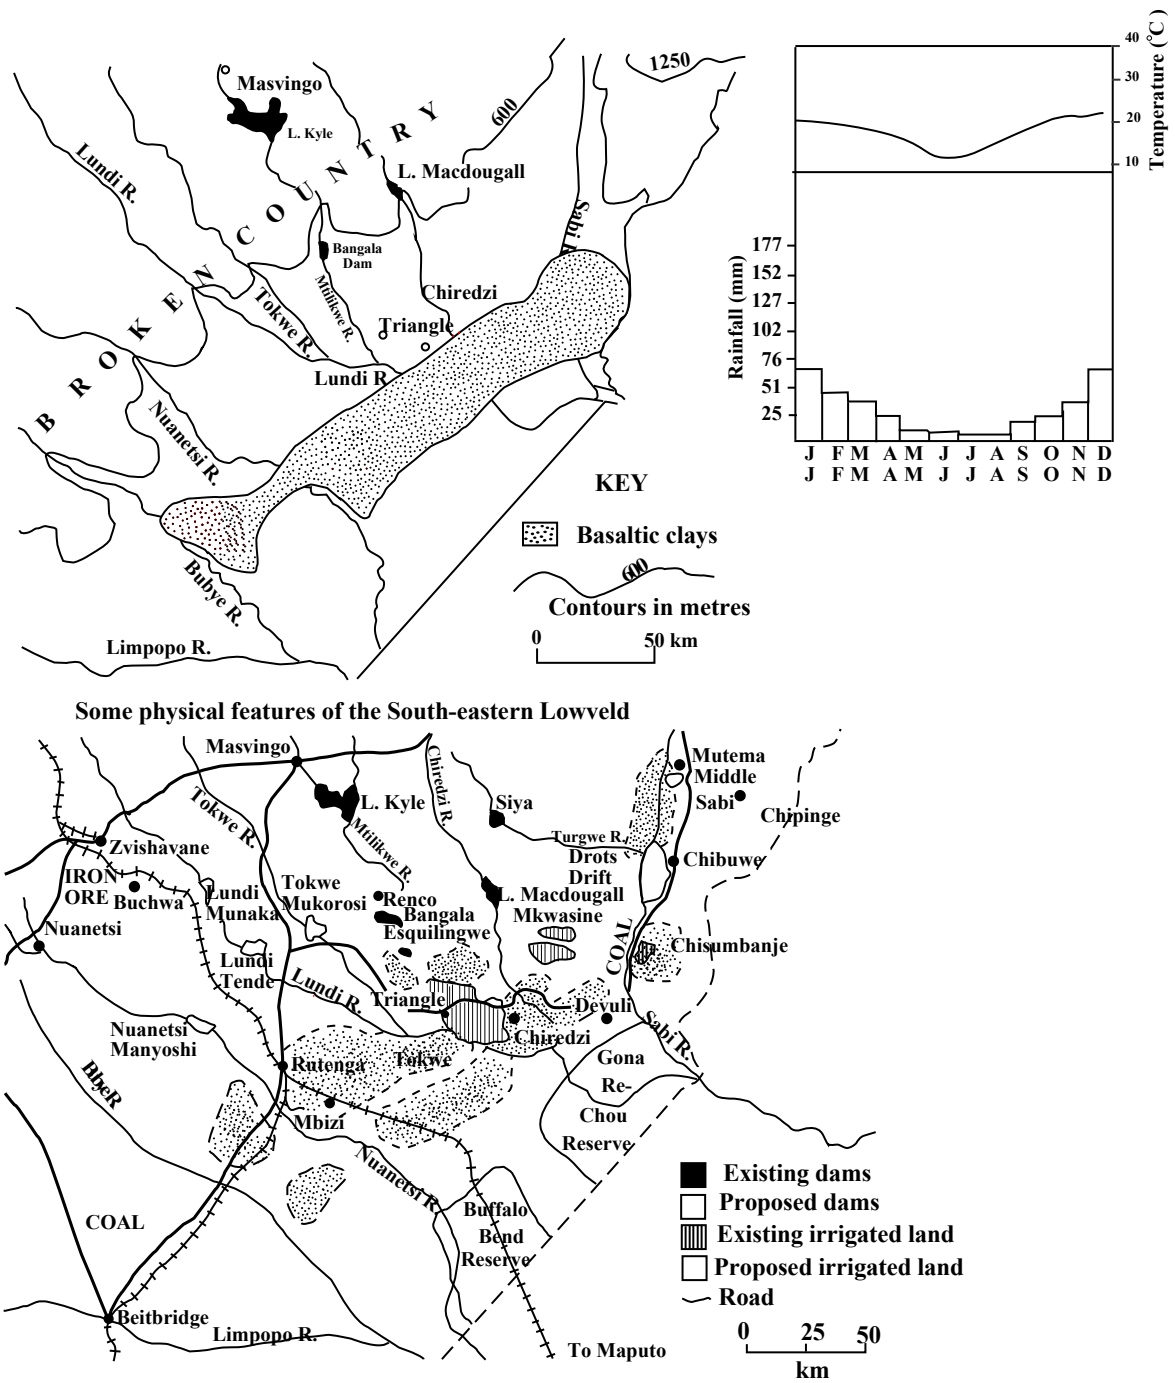 Masvingo
L. Kyle
Lundi R.
BROKEN COUNTRY
600
1250
L. Macdougall
Sabi R
Bangala
Dam
Mtilikwe R.
Tokwe R.
Chiredzi
Triangle
Lundi R
Nuanetsi R.
Bubye R.
Limpopo R.
KEY
Basaltic clays
600
Contours in metres
0 50 km
40
30
20
10
Temperature (°C)
177
152
127
102
76
51
25
Rainfall (mm)
J F M A M J J A S O N D
J F M A M J J A S O N D
Some physical features of the South-eastern Lowveld
Masvingo
L. Kyle
Tokwe R.
Mtilikwe R.
Chiredzi R.
Siya
Turgwe R.
Drots
Drift
Mutema
Middle
Sabi
Chipinge
Chibuwe
Zvishavane
IRON
ORE
Buchwa
Nuanetsi
Lundi
Munaka
Tokwe
Mukorosi
Renco
Bangala
Esquilingwe
L. Macdougall
Mkwasine
COAL
Chisumbanje
Lundi
Tende
Lundi R.
Triangle
Devuli
Chiredzi
Sabi R.
Nuanetsi
Manyoshi
BbyeR
Rutenga
Tokwe
Mbizi
Gona
Re-
Chou
Reserve
Nuanetsi R.
Buffalo
Bend
Reserve
COAL
Beitbridge
Limpopo R.
To Maputo
Existing dams
Proposed dams
Existing irrigated land
Proposed irrigated land
Road
0 25 50
km